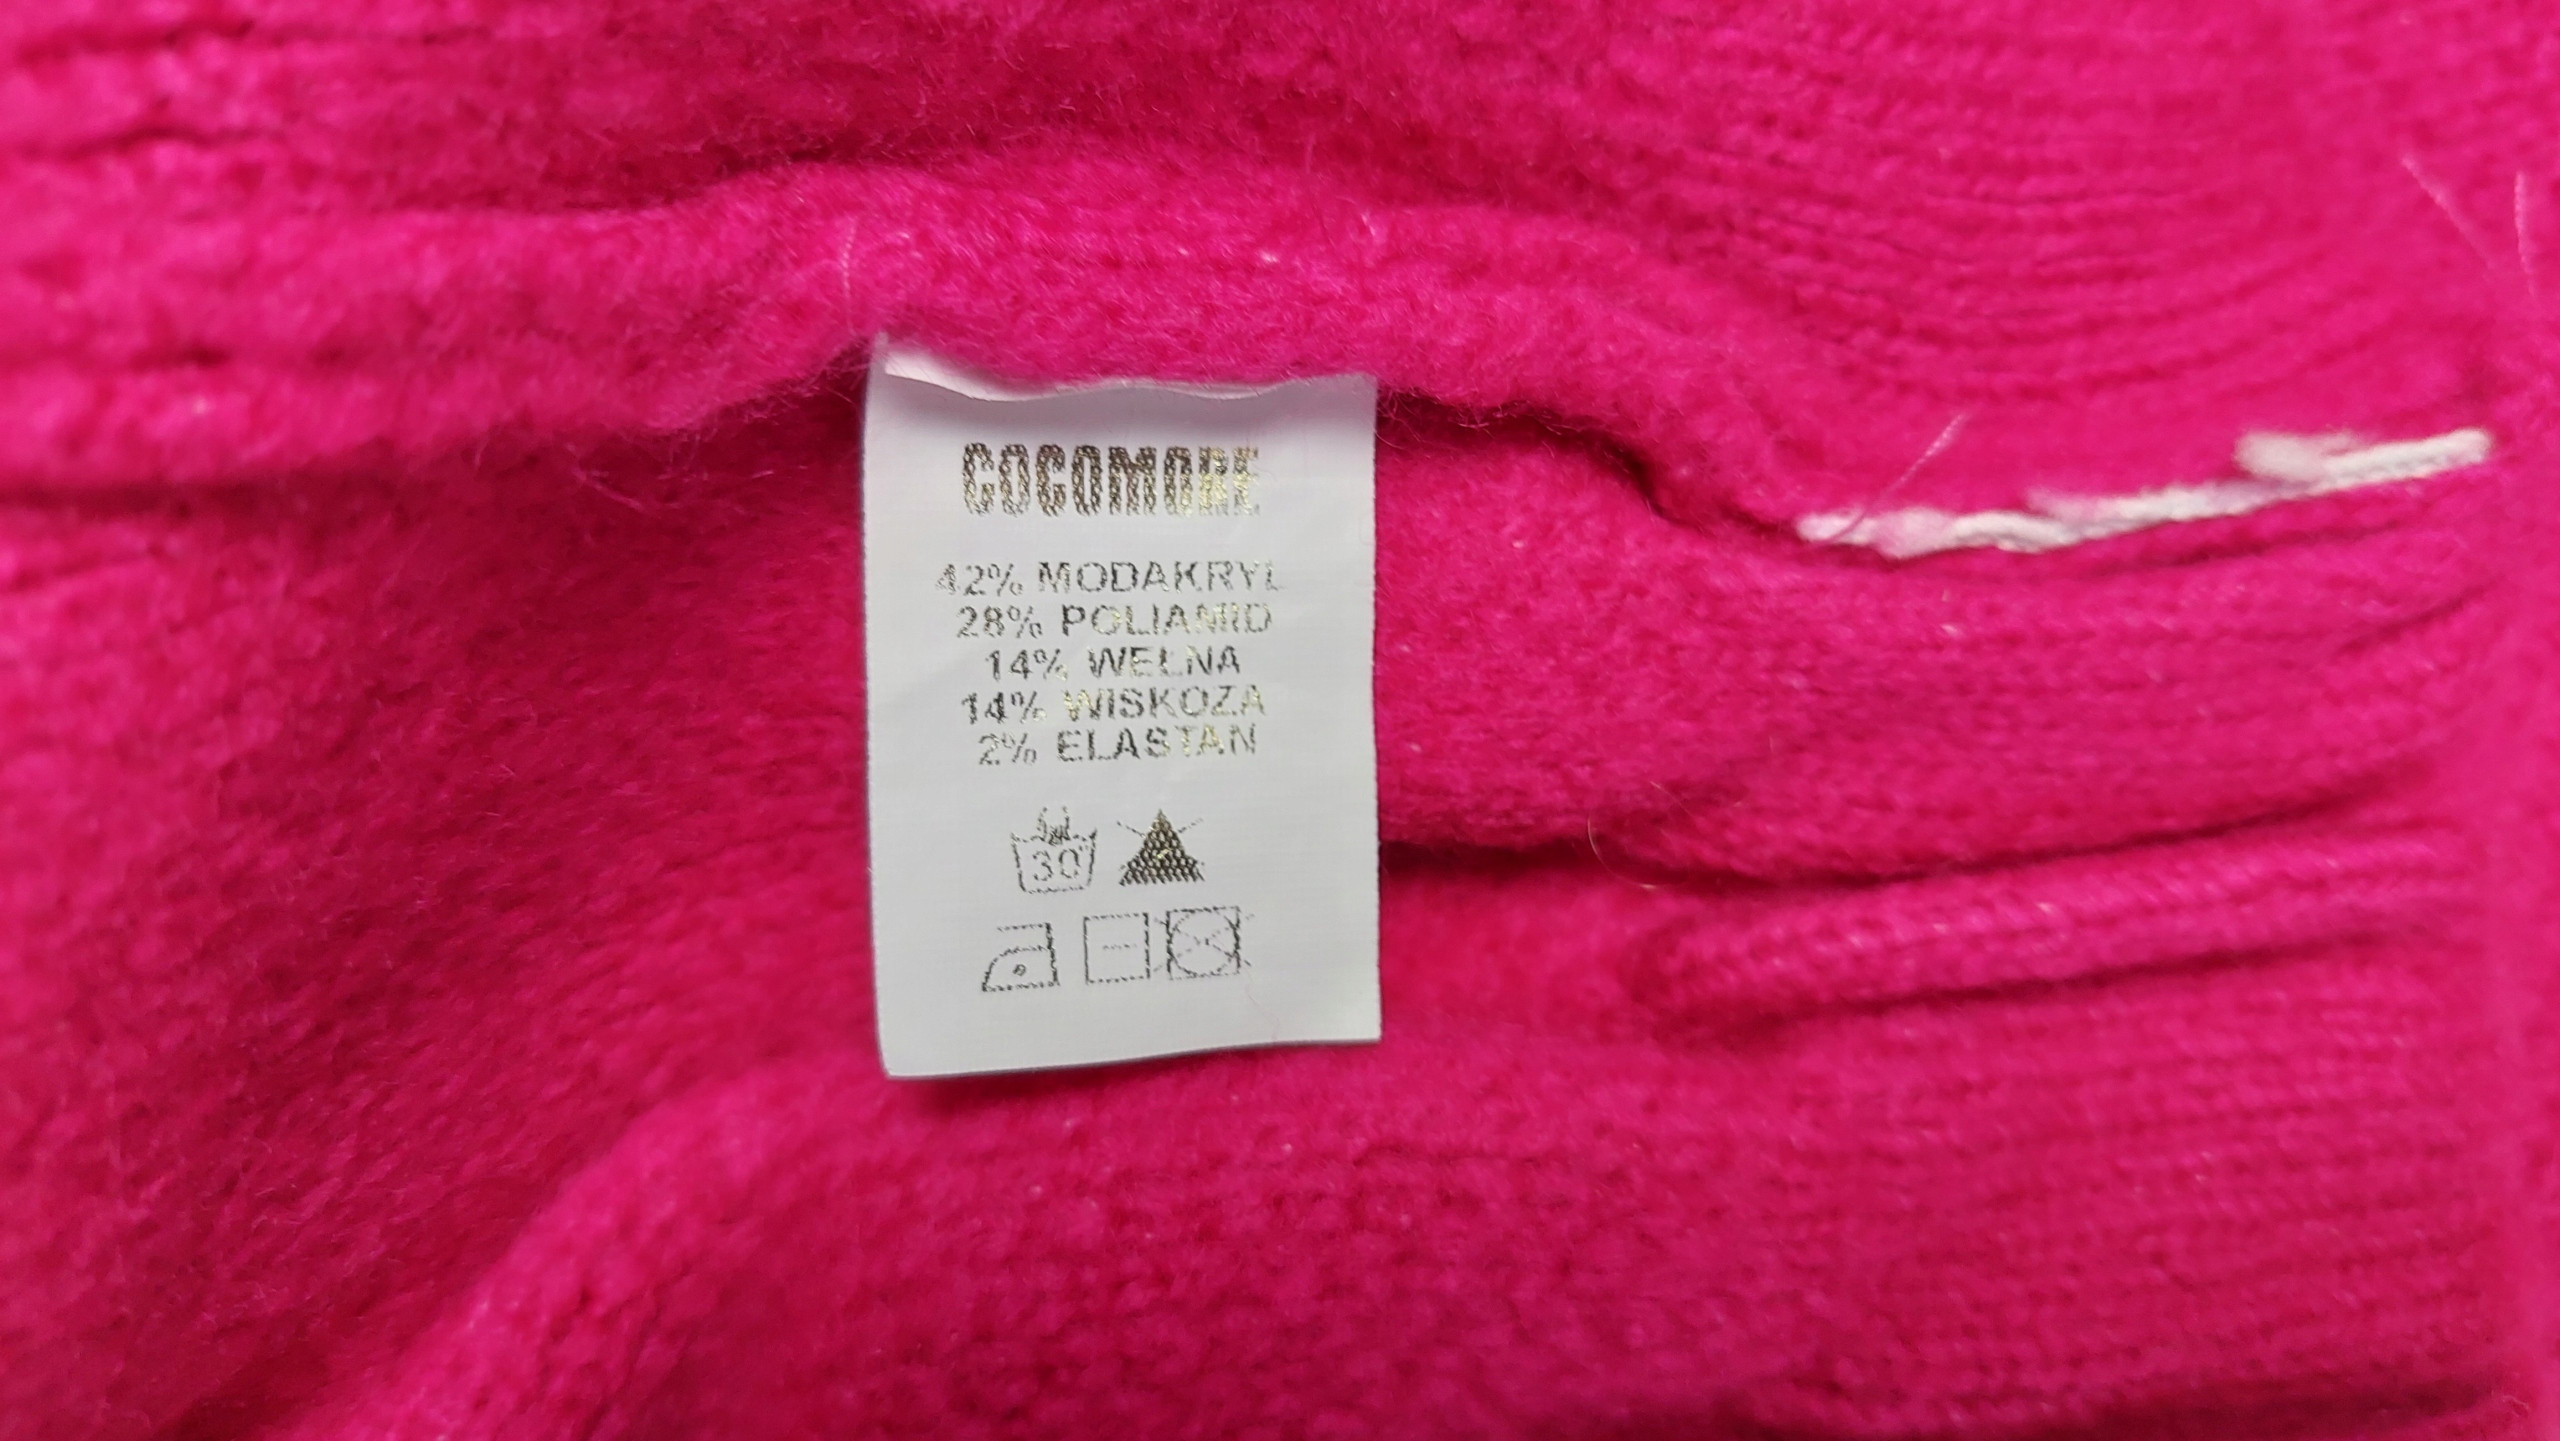 COCOMORE
42% MODAKRYL
28% POLIAMID
14% WEŁNA
14% WISKOZA
2% ELASTAN
30°